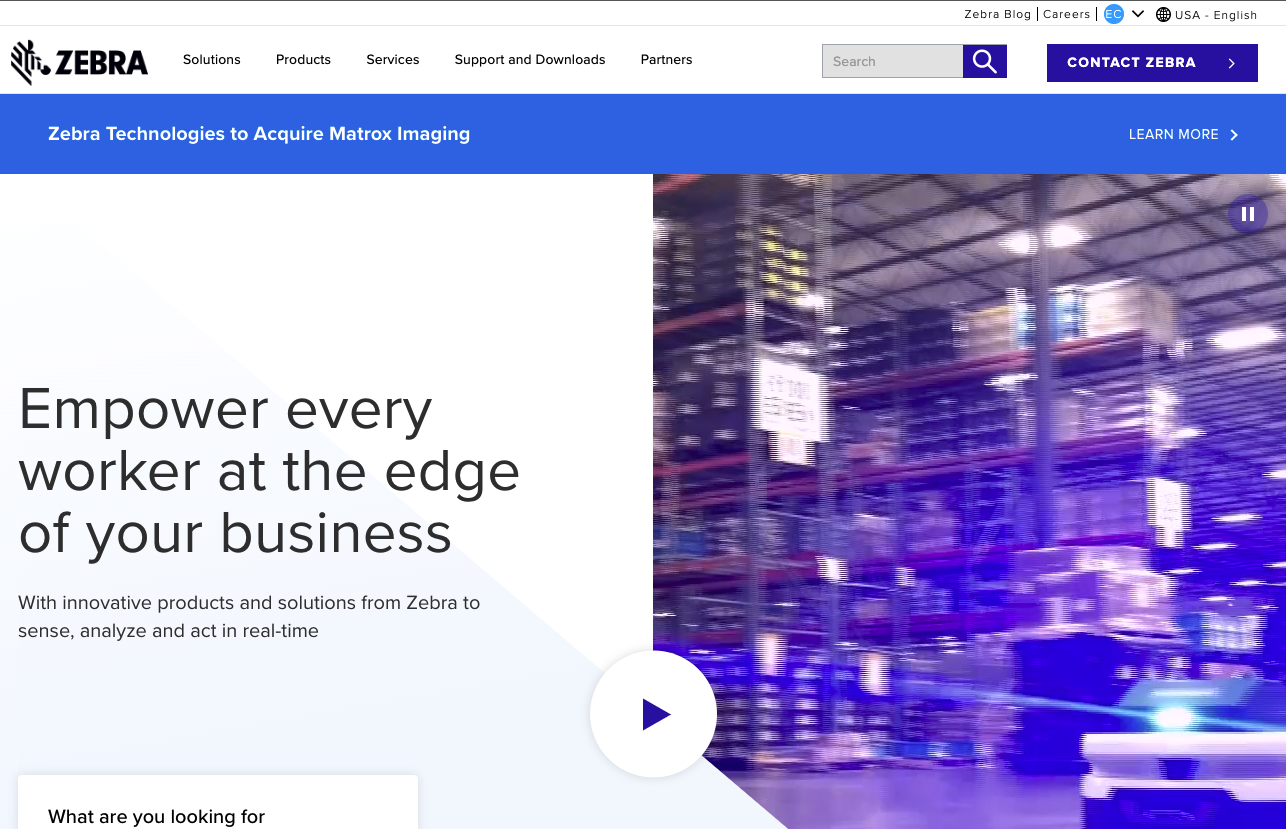 Zebra Blog
Careers
EC
USA - English
ZEBRA
Solutions
Products
Services
Support and Downloads
Partners
Search
CONTACT ZEBRA
Zebra Technologies to Acquire Matrox Imaging
LEARN MORE
Empower every
worker at the edge
of your business
With innovative products and solutions from Zebra to
sense, analyze and act in real-time
What are you looking for